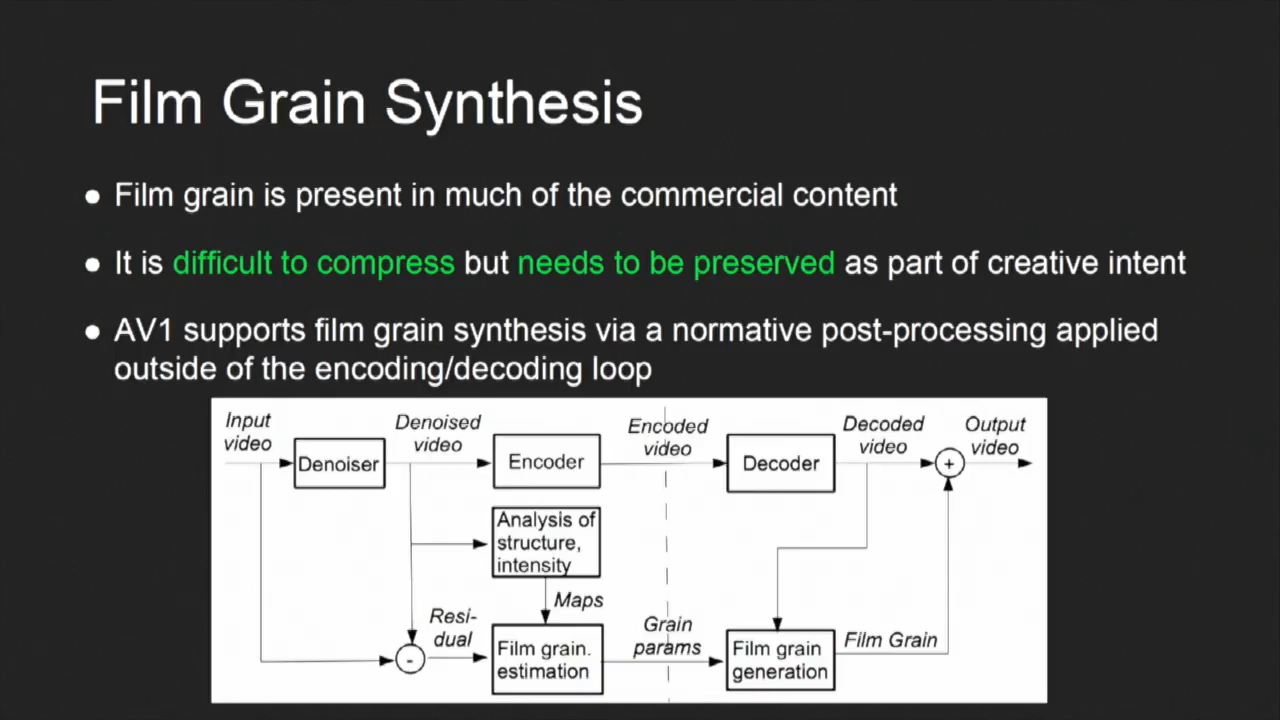 Film Grain Synthesis
● Film grain is present in much of the commercial content
● It is difficult to compress but needs to be preserved as part of creative intent
● AV1 supports film grain synthesis via a normative post-processing applied
outside of the encoding/decoding loop
Input
video
Denoised
video
Encoded
video
Decoded
video
Output
video
Denoiser
Encoder
Decoder
+
Analysis of
structure,
intensity
Maps
Resi-
dual
-
Film grain.
estimation
Grain
params
Film grain
generation
Film Grain